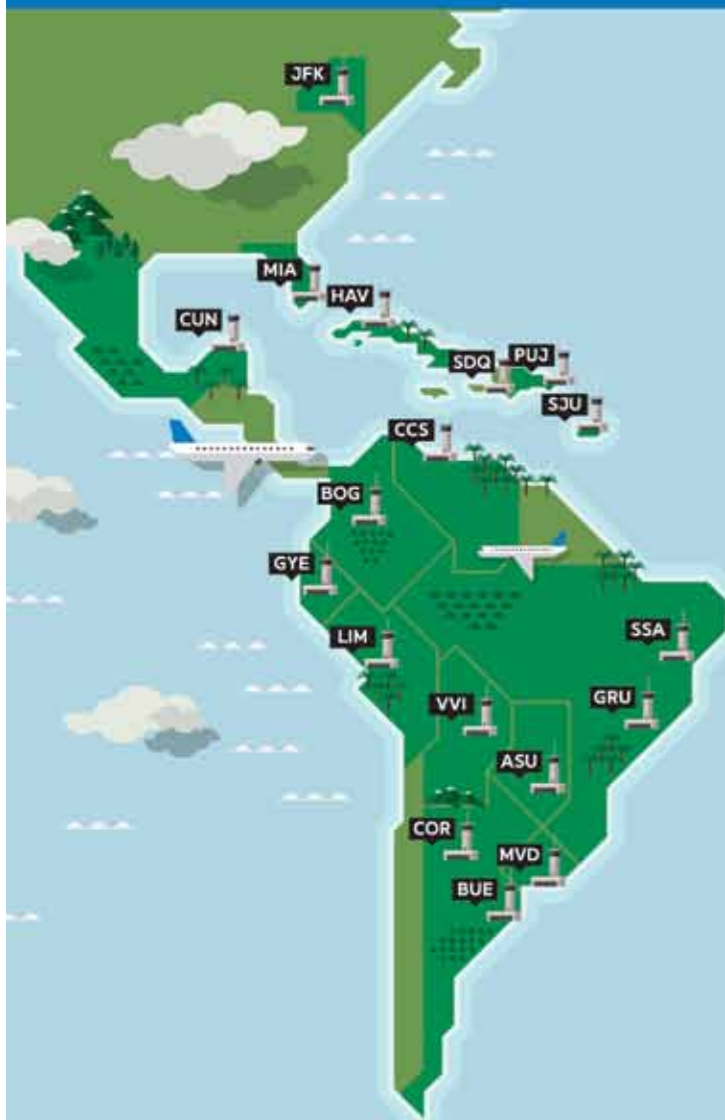 JFK
MIA
HAV
CUN
SDQ
PUJ
SJU
CCS
BOG
GYE
LIM
SSA
VVI
GRU
ASU
COR
MVD
BUE